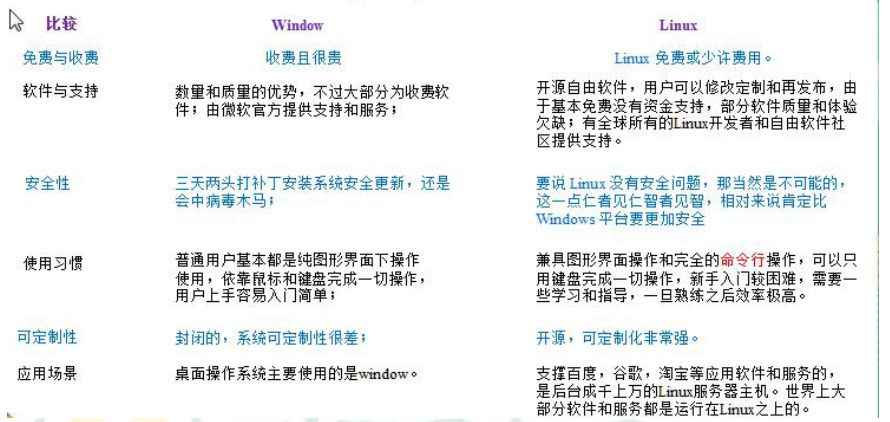 比较 Window Linux
免费与收费 收费且很贵 Linux 免费或少许费用。
软件与支持
数量和质量的优势，不过大部分为收费软
件；由微软官方提供支持和服务；
开源自由软件，用户可以修改定制和再发布，由
于基本免费没有资金支持，部分软件质量和体验
欠缺；有全球所有的Linux开发者和自由软件社
区提供支持。
安全性
三天两头打补丁安装系统安全更新，还是
会中病毒木马；
要说 Linux 没有安全问题，那当然是不可能的，
这一点仁者见仁智者见智，相对来说肯定比
Windows 平台要更加安全
使用习惯
普通用户基本都是纯图形界面下操作
使用，依靠鼠标和键盘完成一切操作，
用户上手容易入门简单；
兼具图形界面操作和完全的命令行操作，可以只
用键盘完成一切操作，新手入门较困难，需要一
些学习和指导，一旦熟练之后效率极高。
可定制性 封闭的，系统可定制性很差； 开源，可定制化非常强。
应用场景
桌面操作系统主要使用的是window。
支撑百度，谷歌，淘宝等应用软件和服务的，
是后台成千上万的Linux服务器主机。世界上大
部分软件和服务都是运行在Linux之上的。